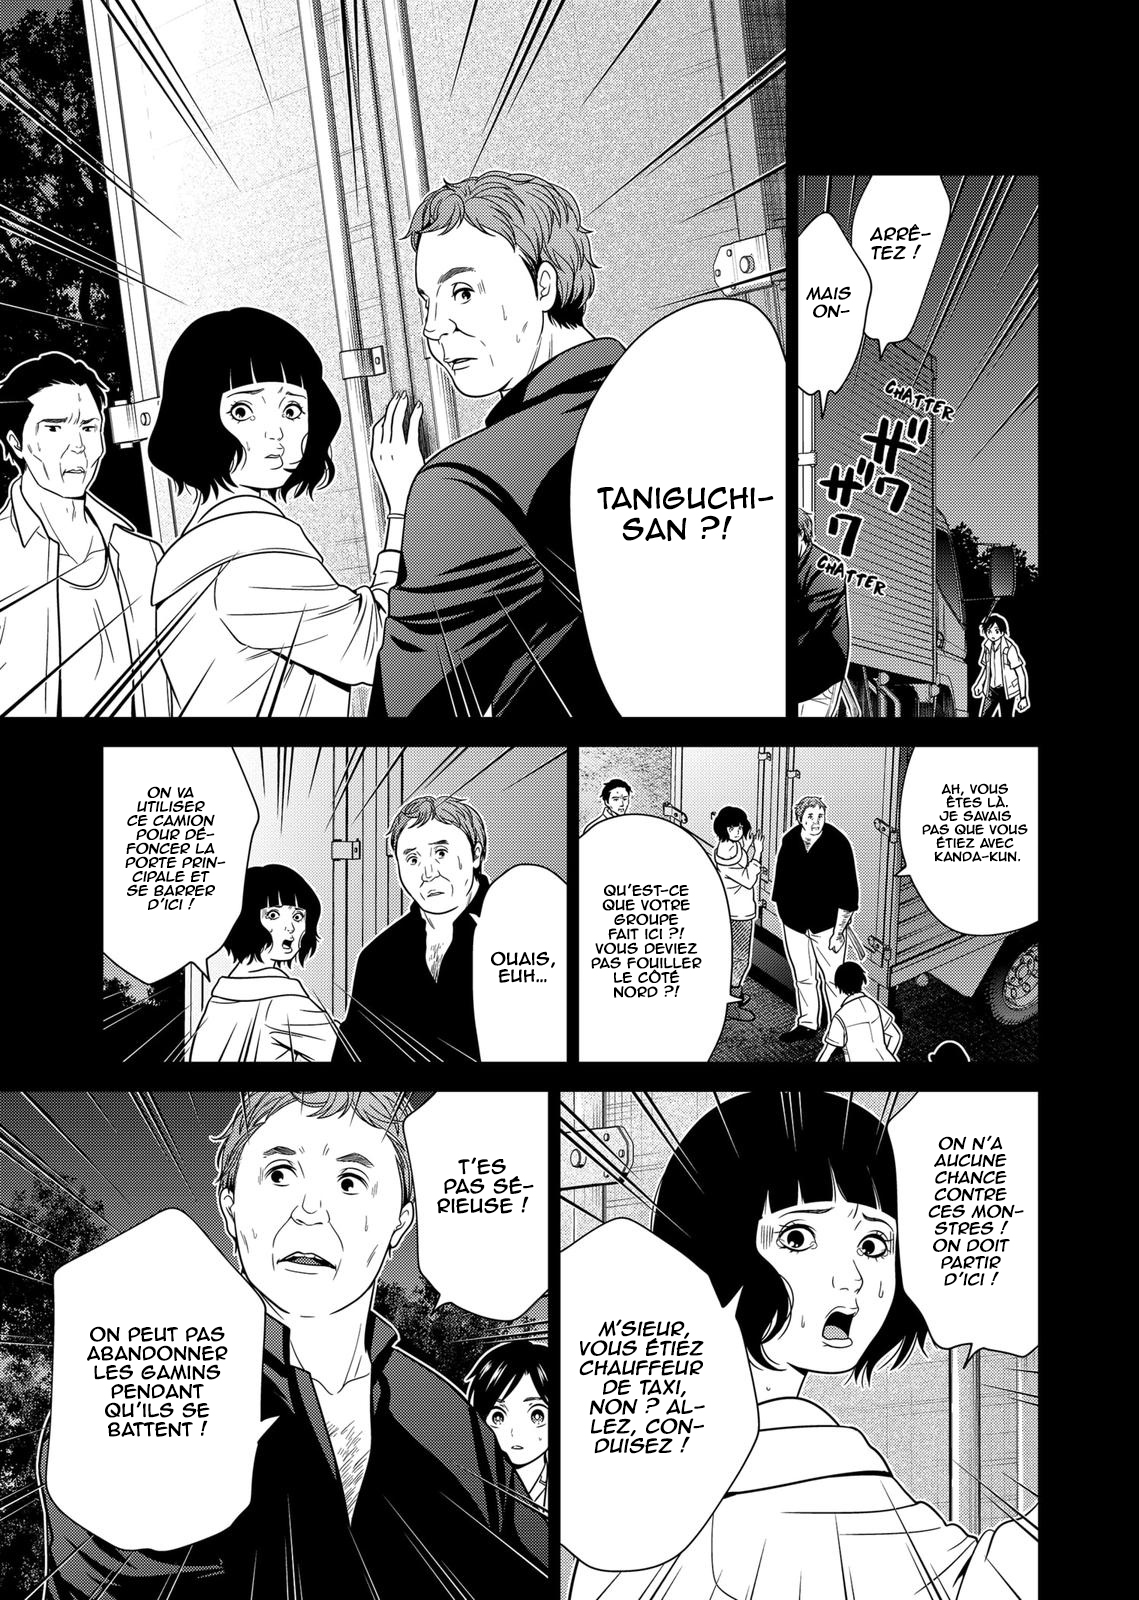 ARRÊ-
TEZ !
MAIS
ON-
CHATTER
ザワ
ザワ
CHATTER
TANIGUCHI-
SAN ?!
AH, VOUS
ÊTES LÀ.
JE SAVAIS
PAS QUE VOUS
ÉTIEZ AVEC
KANDA-KUN.
QU'EST-CE
QUE VOTRE
GROUPE
FAIT ICI ?!
VOUS DEVIEZ
PAS FOUILLER
LE CÔTÉ
NORD ?!
OUAIS,
EUH...
ON VA
UTILISER
CE CAMION
POUR DÉ-
FONCER LA
PORTE PRIN-
CIPALE ET
SE BARRER
D'ICI !
ON N'A
AUCUNE
CHANCE
CONTRE
CES MON-
STRES !
ON DOIT
PARTIR
D'ICI !
M'SIEUR,
VOUS ÉTIEZ
CHAUFFEUR
DE TAXI,
NON ? AL-
LEZ, CON-
DUISEZ !
T'ES
PAS SÉ-
RIEUSE !
ON PEUT PAS
ABANDONNER
LES GAMINS
PENDANT
QU'ILS SE
BATTENT !